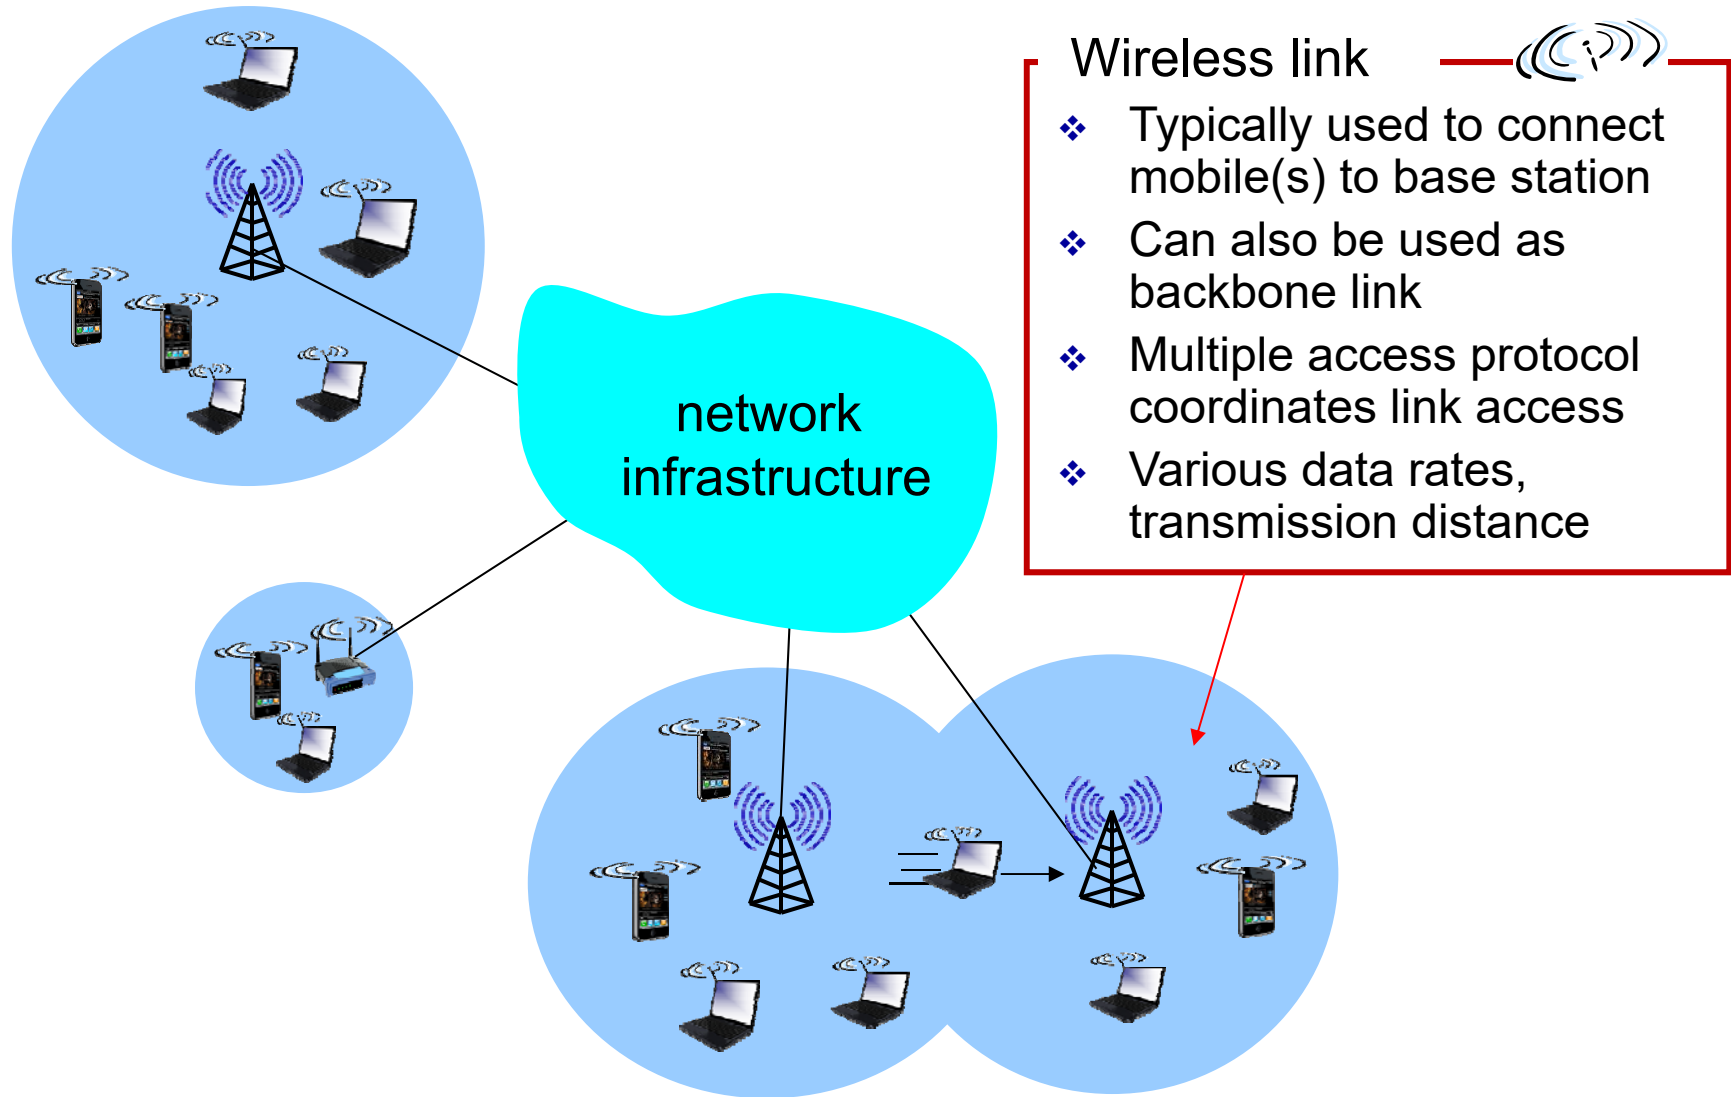 Wireless link
❖ Typically used to connect
mobile(s) to base station
❖ Can also be used as
backbone link
❖ Multiple access protocol
coordinates link access
❖ Various data rates,
transmission distance
network
infrastructure